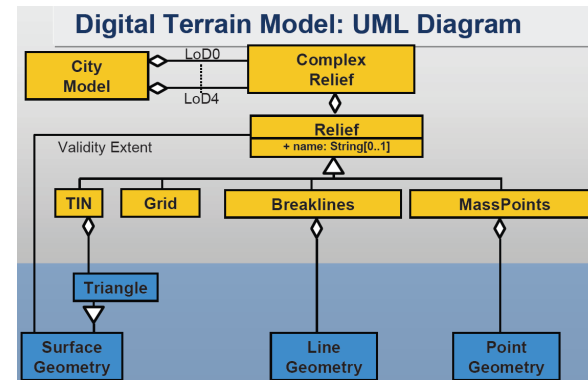 Digital Terrain Model: UML Diagram
City
Model
LoD0
LoD4
Complex
Relief
Relief
+ name: String[0..1]
Validity Extent
TIN
Grid
Breaklines
MassPoints
Triangle
Surface
Geometry
Line
Geometry
Point
Geometry